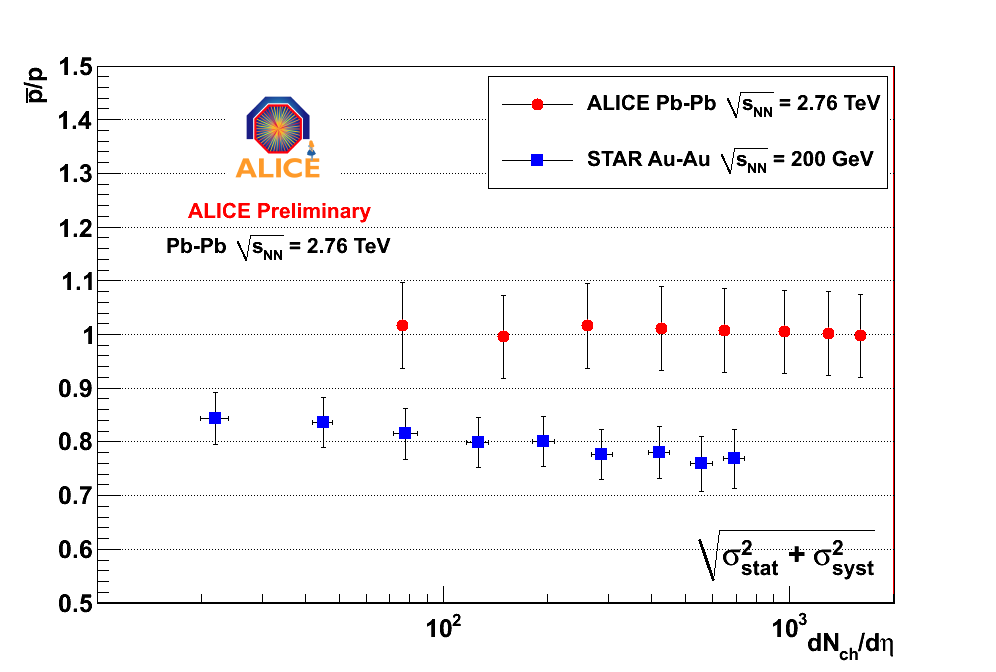 p̅/p
1.5
1.4
1.3
1.2
1.1
1
0.9
0.8
0.7
0.6
0.5
ALICE
ALICE Preliminary
Pb-Pb √sNN = 2.76 TeV
ALICE Pb-Pb √sNN = 2.76 TeV
STAR Au-Au √sNN = 200 GeV
√σ²stat + σ²syst
10²
10³
dNch/dη